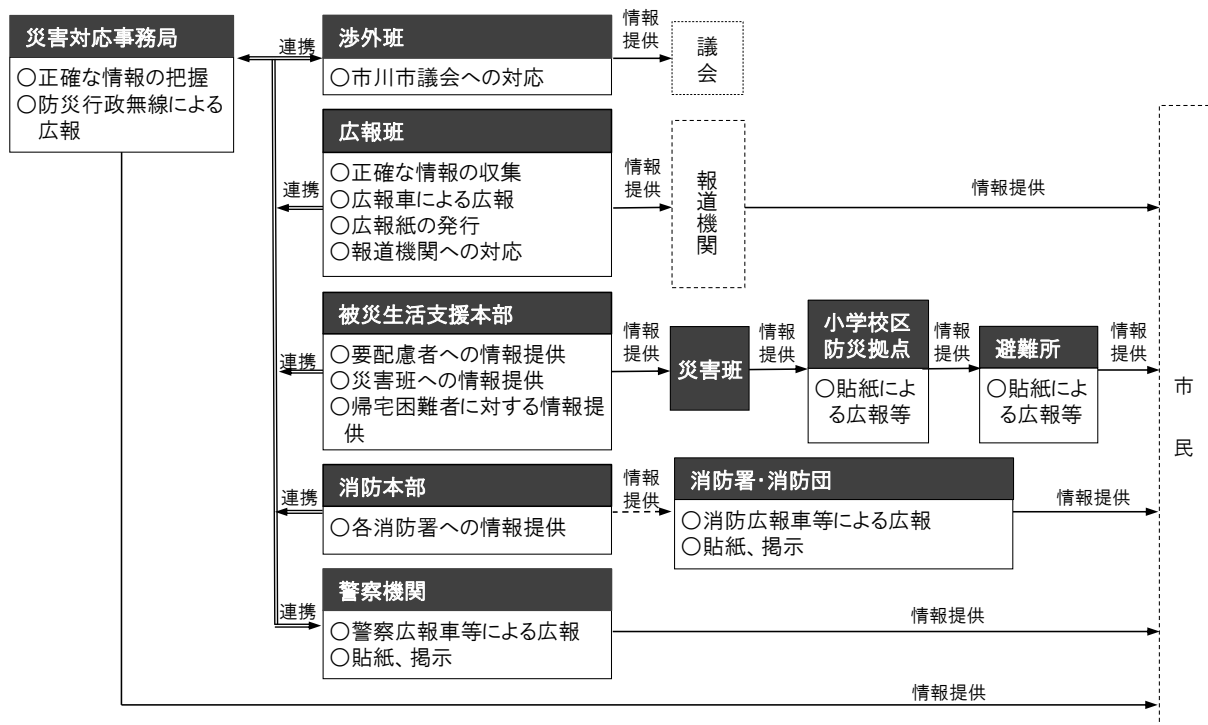 災害対応事務局
○正確な情報の把握
○防災行政無線による
広報
連携
渉外班
○市川市議会への対応
情報
提供
議
会
連携
広報班
○正確な情報の収集
○広報車による広報
○広報紙の発行
○報道機関への対応
情報
提供
報道機関
情報提供
連携
被災生活支援本部
○要配慮者への情報提供
○災害班への情報提供
○帰宅困難者に対する情報提
供
情報
提供
災害班
情報
提供
小学校区
防災拠点
○貼紙によ
る広報等
情報
提供
避難所
○貼紙によ
る広報等
情報
提供
連携
消防本部
○各消防署への情報提供
情報
提供
消防署・消防団
○消防広報車等による広報
○貼紙、掲示
情報提供
連携
警察機関
○警察広報車等による広報
○貼紙、掲示
情報提供
情報提供
市
民